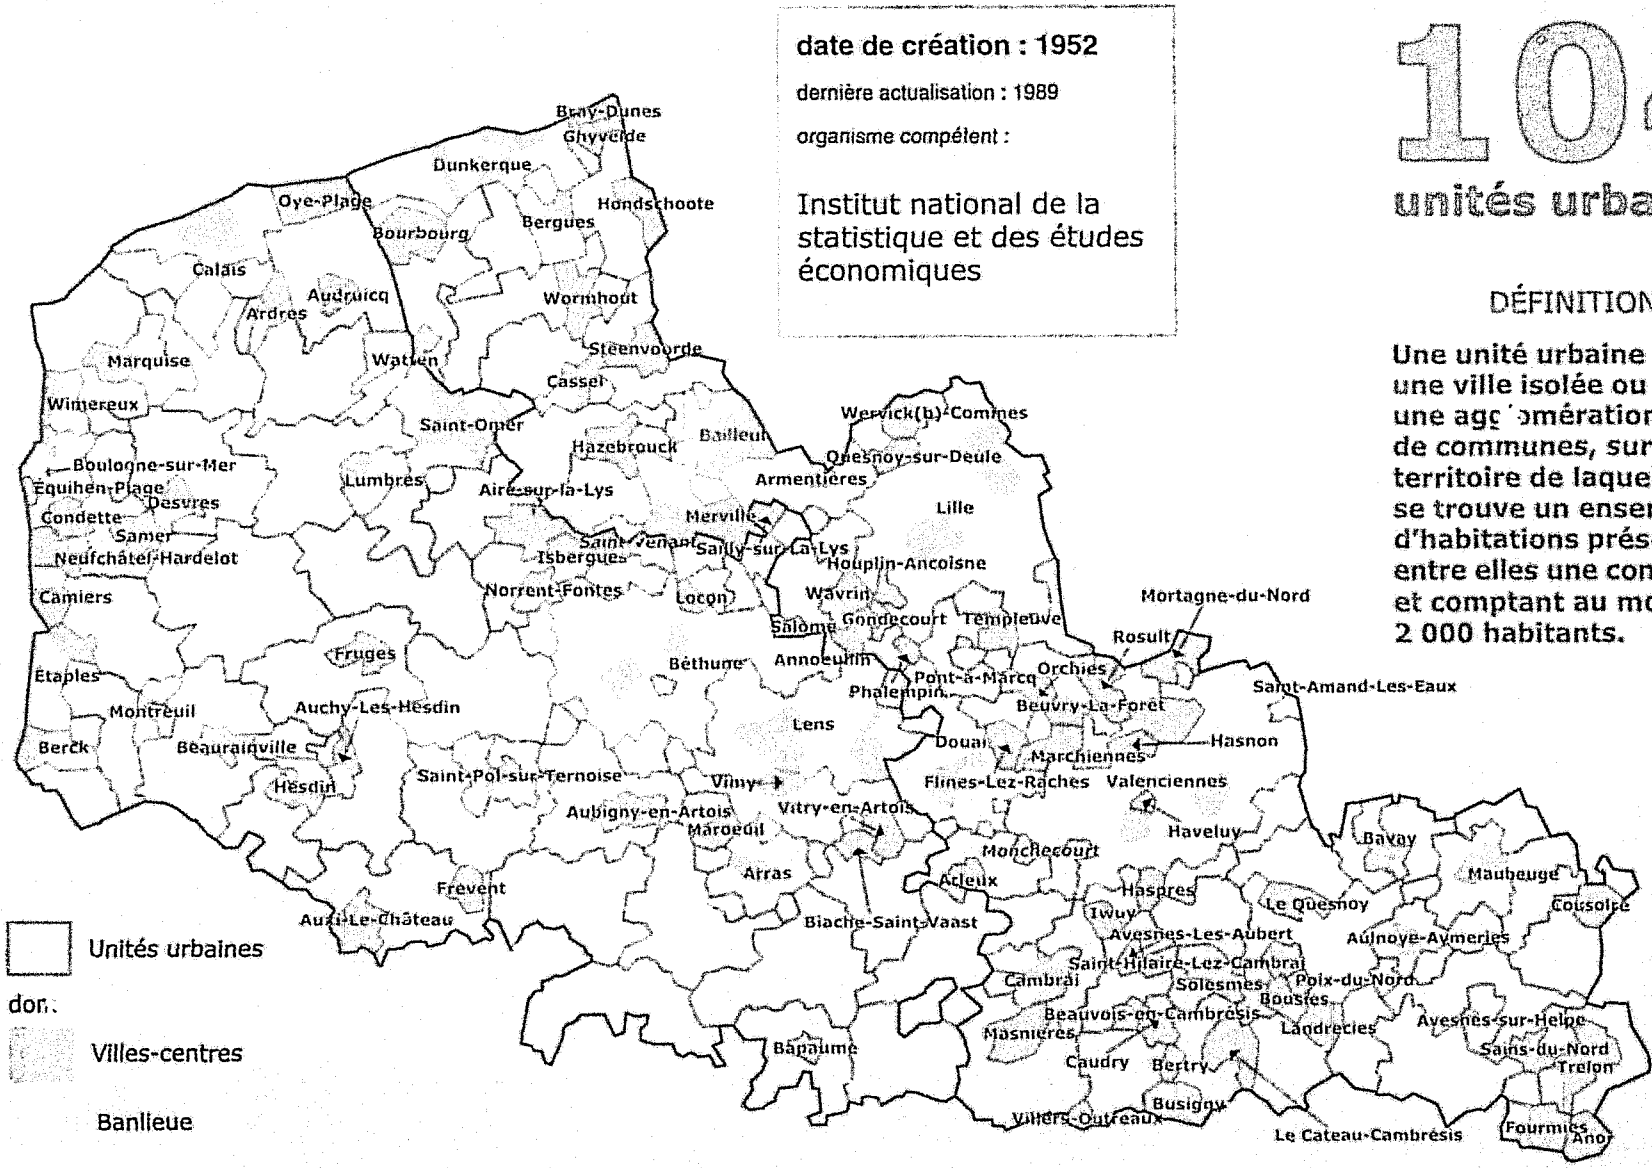 date de création : 1952
dernière actualisation : 1989
organisme compétent :
Institut national de la
statistique et des études
économiques
10
unités urba
DÉFINITION
Une unité urbaine
une ville isolée ou
une agglomération
de communes, sur
territoire de laque
se trouve un enser
d'habitations prés
entre elles une con
et comptant au mo
2 000 habitants.
Bray-Dunes
Ghyvelde
Dunkerque
Oye-Plage
Hondschoote
Bergues
Bourbourg
Calais
Audruicq
Wormhout
Ardres
Steenvoorde
Marquise
Watten
Cassel
Wimereux
Wervick(b)-Comines
Saint-Omer
Bailleul
Hazebrouck
Quesnoy-sur-Deule
Boulogne-sur-Mer
Lumbres
Armentières
Equihen-Plage
Aire-sur-la-Lys
Desvres
Lille
Condette
Merville
Samer
Saint-Venant
Sailly-sur-La-Lys
Neufchâtel-Hardelot
Isbergues
Houplin-Ancoisne
Norrent-Fontes
Wavrin
Camiers
Locon
Mortagne-du-Nord
Salomé
Gondecourt
Templeuve
Rosult
Fruges
Béthune
Annoeullin
Orchies
Etaples
Pont-à-Marcq
Phalempin
Saint-Amand-Les-Eaux
Montreuil
Auchy-Les-Hesdin
Beuvry-La-Forêt
Lens
Berck
Beaurainville
Douai
Hasnon
Marchiennes
Saint-Pol-sur-Ternoise
Vimy
Flines-Lez-Raches
Valenciennes
Hesdin
Aubigny-en-Artois
Vitry-en-Artois
Maroeuil
Haveluy
Bavay
Monchecourt
Arras
Maubeuge
Arleux
Frévent
Haspres
Le Quesnoy
Cousolre
Auxi-Le-Château
Biache-Saint-Vaast
Iwuy
Avesnes-Les-Aubert
Aulnoye-Aymeries
Saint-Hilaire-Lez-Cambrai
Cambrai
Solesmes
Poix-du-Nord
Bousies
Beauvois-en-Cambrésis
Landrecies
Avesnes-sur-Helpe
Masnières
Bapaume
Sains-du-Nord
Caudry
Bertry
Trelon
Busigny
Villers-Outreaux
Le Cateau-Cambrésis
Fourmies
Anor
Unités urbaines
Villes-centres
Banlieue